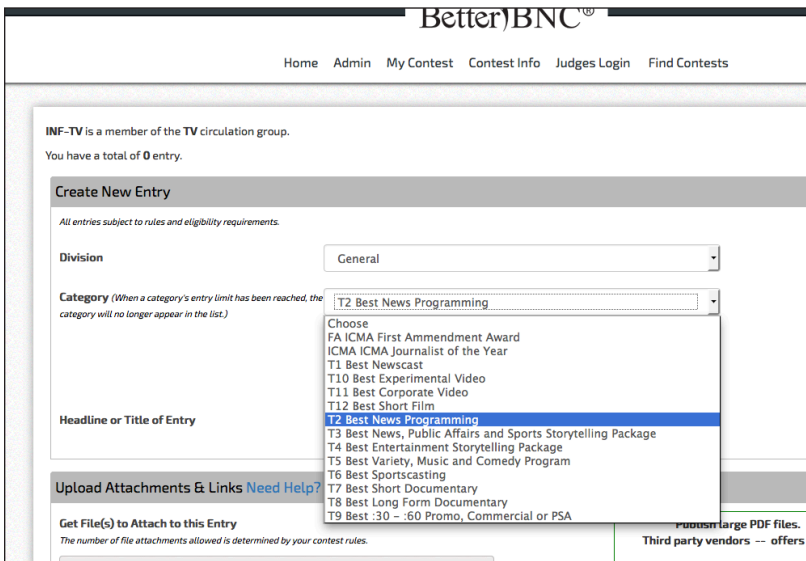 Better)BNC®
Home Admin My Contest Contest Info Judges Login Find Contests
INF-TV is a member of the TV circulation group.
You have a total of 0 entry.
Create New Entry
All entries subject to rules and eligibility requirements.
Division
General
Category (When a category's entry limit has been reached, the
category will no longer appear in the list.)
T2 Best News Programming
Choose
FA ICMA First Ammendment Award
ICMA ICMA Journalist of the Year
T1 Best Newscast
T10 Best Experimental Video
T11 Best Corporate Video
T12 Best Short Film
T2 Best News Programming
T3 Best News, Public Affairs and Sports Storytelling Package
T4 Best Entertainment Storytelling Package
T5 Best Variety, Music and Comedy Program
T6 Best Sportscasting
T7 Best Short Documentary
T8 Best Long Form Documentary
T9 Best :30 – :60 Promo, Commercial or PSA
Headline or Title of Entry
Upload Attachments & Links Need Help?
Get File(s) to Attach to this Entry
The number of file attachments allowed is determined by your contest rules.
Publish large PDF files.
Third party vendors -- offers